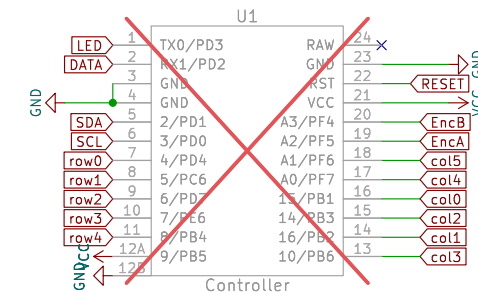 U1
LED 1 TX0/PD3 RAW 24
DATA 2 RX1/PD2 GND 23 GND
3 GND RST 22 RESET
GND 4 GND VCC 21 VCC
SDA 5 2/PD1 A3/PF4 20 EncB
SCL 6 3/PD0 A2/PF5 19 EncA
row0 7 4/PD4 A1/PF6 18 col5
row1 8 5/PC6 A0/PF7 17 col4
row2 9 6/PD7 15/PB1 16 col0
row3 10 7/PE6 14/PB3 15 col2
row4 11 8/PB4 16/PB2 14 col1
VCC 12A 9/PB5 10/PB6 13 col3
GND 12B
Controller